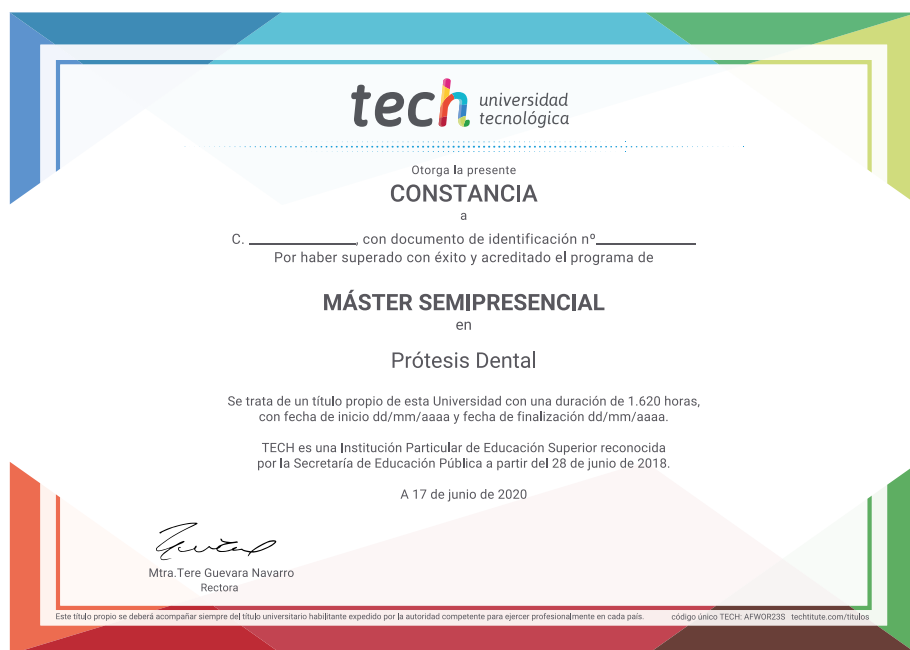 tech universidad
tecnológica
Otorga la presente
CONSTANCIA
a
C. ____________, con documento de identificación nº____________
Por haber superado con éxito y acreditado el programa de
MÁSTER SEMIPRESENCIAL
en
Prótesis Dental
Se trata de un título propio de esta Universidad con una duración de 1.620 horas,
con fecha de inicio dd/mm/aaaa y fecha de finalización dd/mm/aaaa.
TECH es una Institución Particular de Educación Superior reconocida
por la Secretaría de Educación Pública a partir del 28 de junio de 2018.
A 17 de junio de 2020
Mtra.Tere Guevara Navarro
Rectora
Este título propio se deberá acompañar siempre del título universitario habilitante expedido por la autoridad competente para ejercer profesionalmente en cada país. código único TECH: AFWOR23S techtitute.com/titulos